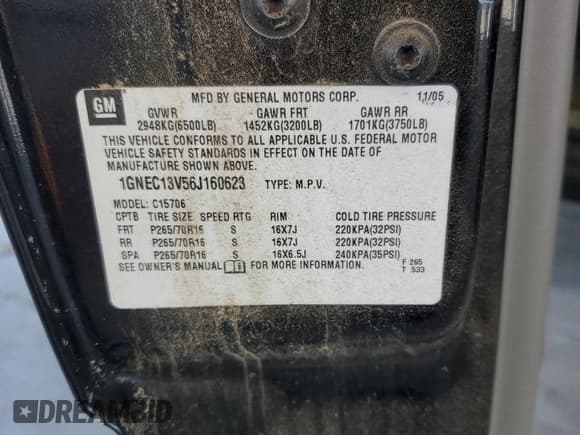 GM
MFD BY GENERAL MOTORS CORP. 11/05
GVWR GAWR FRT GAWR RR
2948KG(6500LB) 1452KG(3200LB) 1701KG(3750LB)
THIS VEHICLE CONFORMS TO ALL APPLICABLE U.S. FEDERAL MOTOR
VEHICLE SAFETY STANDARDS IN EFFECT ON THE DATE OF
MANUFACTURE SHOWN ABOVE.
1GNEC13V56J160623 TYPE: M.P.V.
MODEL: C15706
CPTB TIRE SIZE SPEED RTG RIM COLD TIRE PRESSURE
FRT P265/70R16 S 16X7J 220KPA(32PSI)
RR P265/70R16 S 16X7J 220KPA(32PSI)
SPA P265/70R16 S 16X6.5J 240KPA(35PSI)
SEE OWNER'S MANUAL FOR MORE INFORMATION.
F 265
T 533
DREAMBID